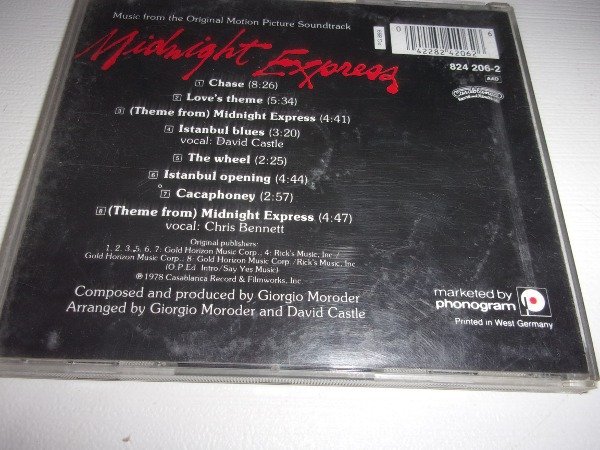 Music from the Original Motion Picture Soundtrack
Midnight Express
1 Chase (8:26)
2 Love's theme (5:34)
3 (Theme from) Midnight Express (4:41)
4 Istanbul blues (3:20)
vocal: David Castle
5 The wheel (2:25)
6 Istanbul opening (4:44)
7 Cacaphoney (2:57)
8 (Theme from) Midnight Express (4:47)
vocal: Chris Bennett
Original publishers:
1, 2, 3, 5, 6, 7: Gold Horizon Music Corp.; 4: Rick's Music, Inc./
Gold Horizon Music Corp.; 8: Gold Horizon Music Corp./Rick's Music, Inc.
(O.P.Ed. Intro/Say Yes Music)
℗ 1978 Casablanca Record & Filmworks, Inc
Composed and produced by Giorgio Moroder
Arranged by Giorgio Moroder and David Castle
0 42282 42062 6
824 206-2
AAD
marketed by
phonogram
Printed in West Germany